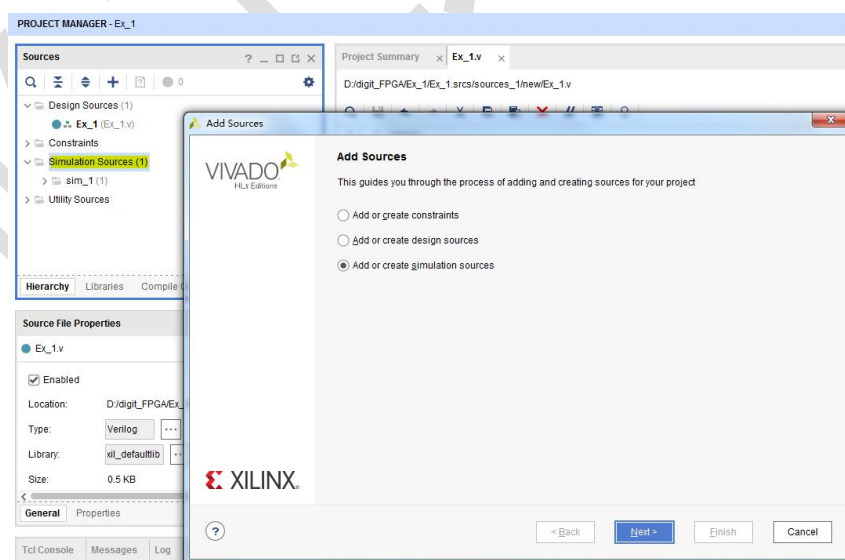 PROJECT MANAGER - Ex_1
Sources
0
Design Sources (1)
Ex_1 (Ex_1.v)
Constraints
Simulation Sources (1)
sim_1 (1)
Utility Sources
Hierarchy Libraries Compile
Source File Properties
Ex_1.v
Enabled
Location: D:/digit_FPGA/Ex_
Type: Verilog
Library: xil_defaultlib
Size: 0.5 KB
General Properties
Tcl Console Messages Log
Project Summary Ex_1.v
D:/digit_FPGA/Ex_1/Ex_1.srcs/sources_1/new/Ex_1.v
Add Sources
VIVADO
HLx Editions
Add Sources
This guides you through the process of adding and creating sources for your project
Add or create constraints
Add or create design sources
Add or create simulation sources
XILINX
< Back Next > Finish Cancel